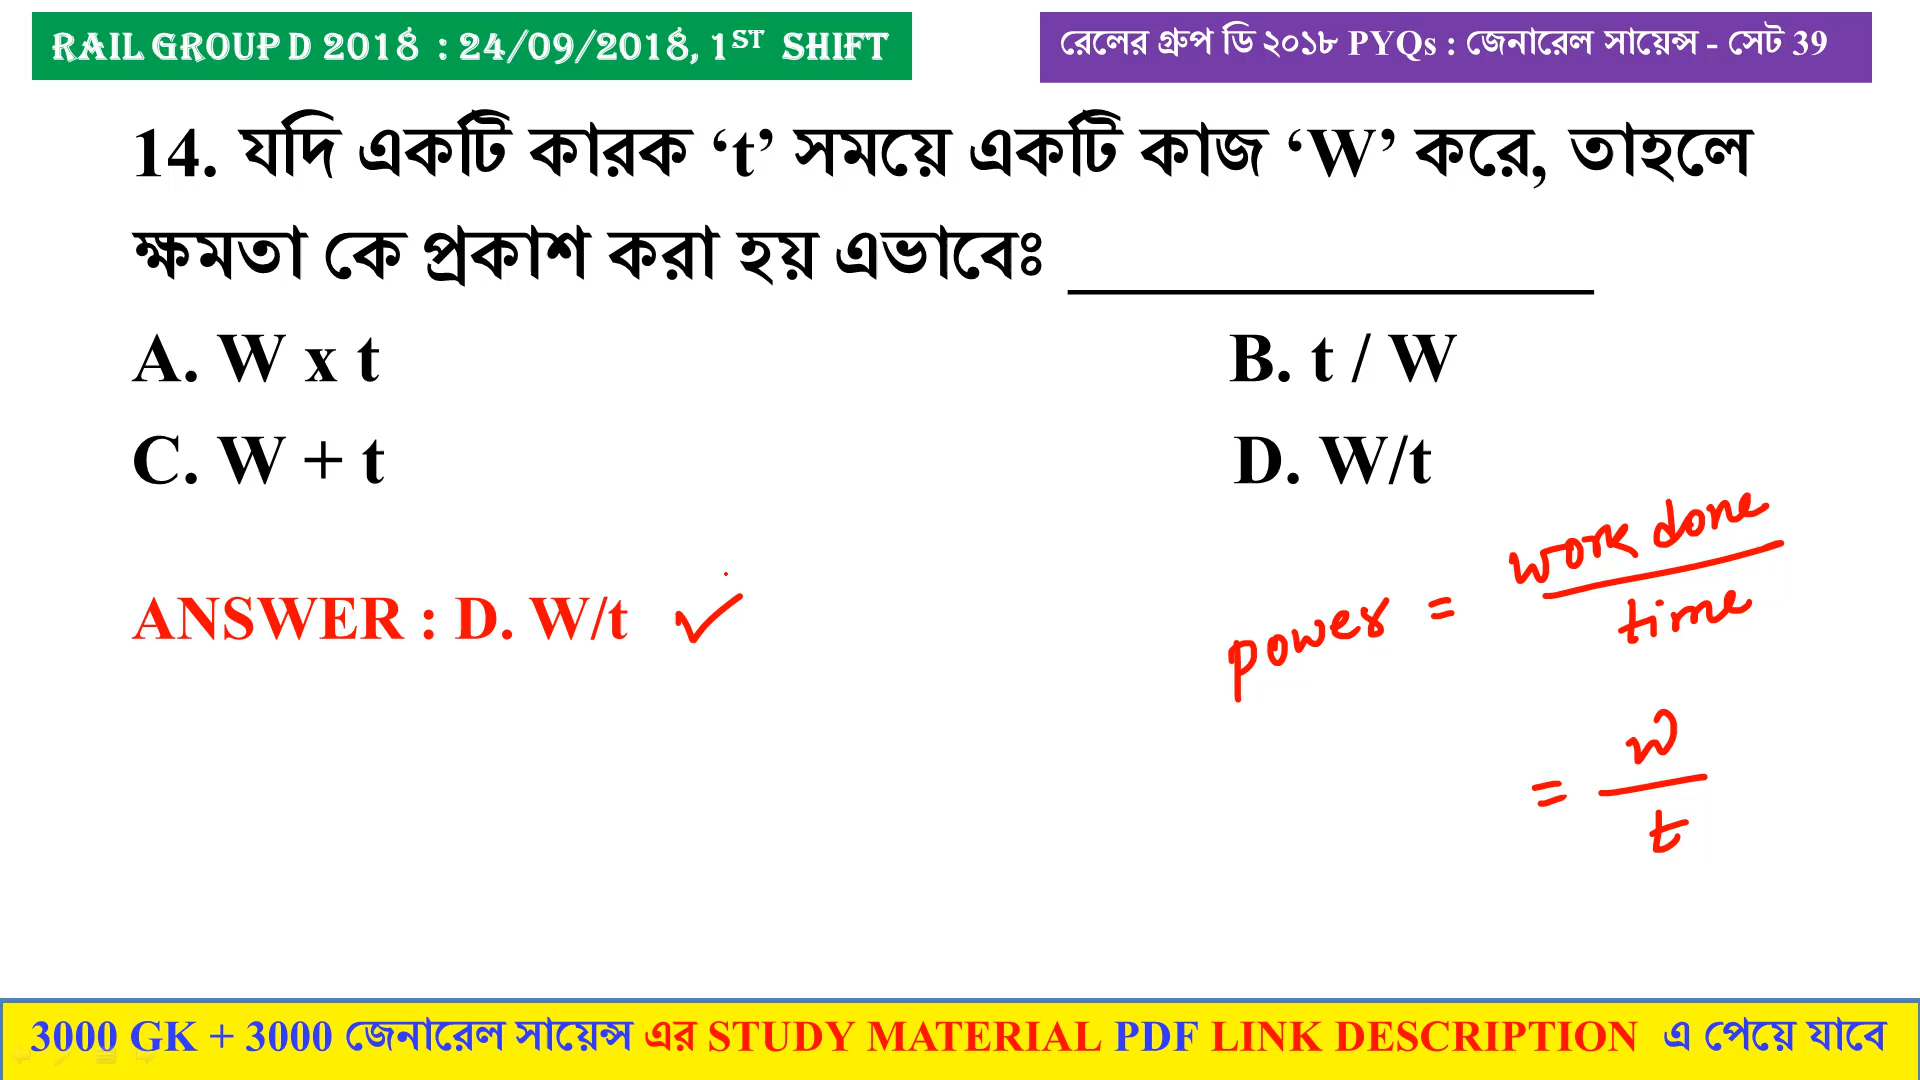 RAIL GROUP D 2018 : 24/09/2018, 1ST SHIFT
রেলের গ্রুপ ডি ২০১৮ PYQs : জেনারেল সায়েন্স - সেট 39
14. যদি একটি কারক ‘t’ সময়ে একটি কাজ ‘W’ করে, তাহলে
ক্ষমতা কে প্রকাশ করা হয় এভাবেঃ _______________
A. W x t B. t / W
C. W + t D. W/t
ANSWER : D. W/t ✓
power = work done / time
= W / t
3000 GK + 3000 জেনারেল সায়েন্স এর STUDY MATERIAL PDF LINK DESCRIPTION এ পেয়ে যাবে